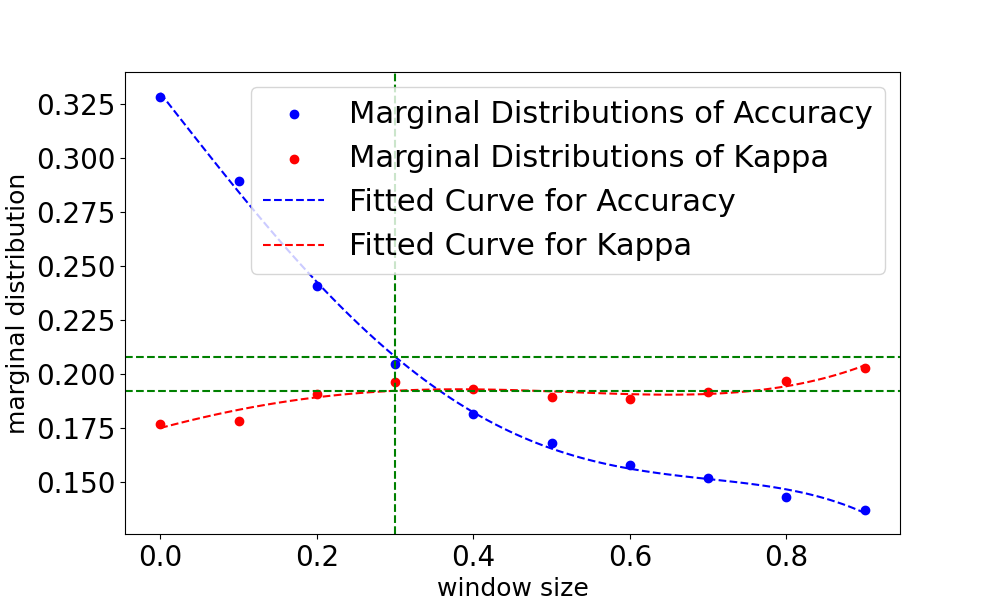 marginal distribution
0.325
0.300
0.275
0.250
0.225
0.200
0.175
0.150
Marginal Distributions of Accuracy
Marginal Distributions of Kappa
Fitted Curve for Accuracy
Fitted Curve for Kappa
0.0 0.2 0.4 0.6 0.8
window size